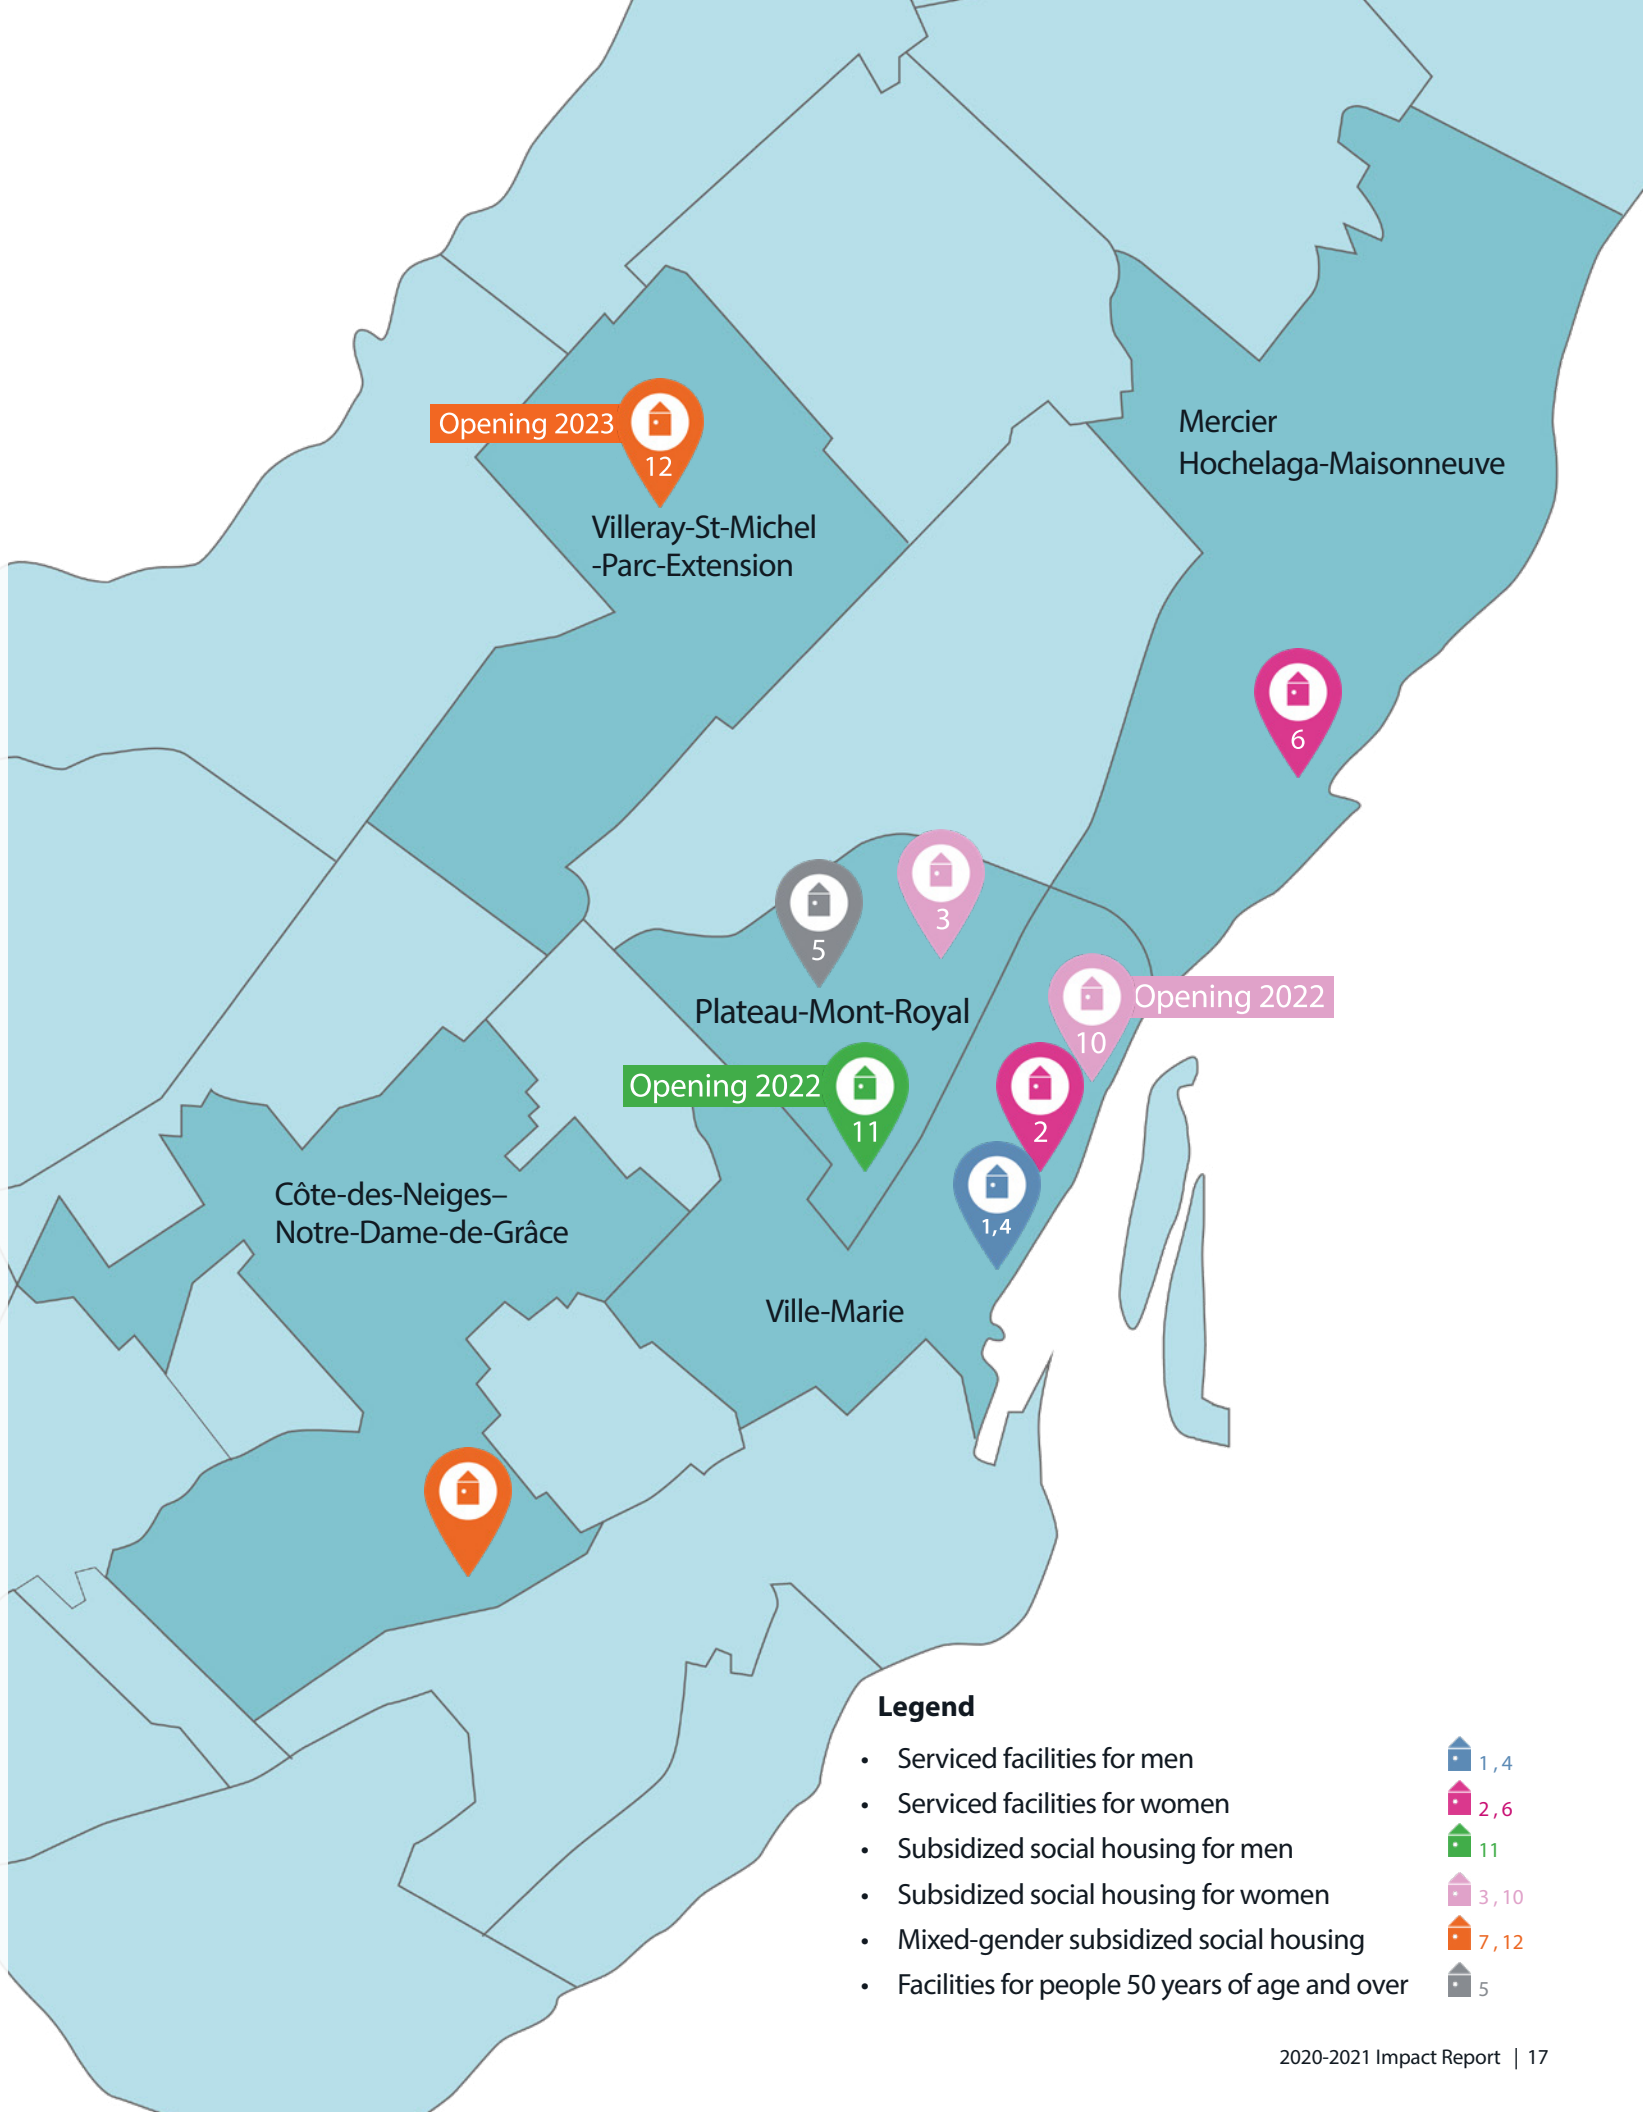 Opening 2023
12
Villeray-St-Michel
-Parc-Extension
Mercier
Hochelaga-Maisonneuve
6
3
5
Plateau-Mont-Royal
Opening 2022
10
Opening 2022
11
2
1,4
Côte-des-Neiges–
Notre-Dame-de-Grâce
Ville-Marie
Legend
• Serviced facilities for men 1 , 4
• Serviced facilities for women 2 , 6
• Subsidized social housing for men 11
• Subsidized social housing for women 3 , 10
• Mixed-gender subsidized social housing 7 , 12
• Facilities for people 50 years of age and over 5
2020-2021 Impact Report | 17